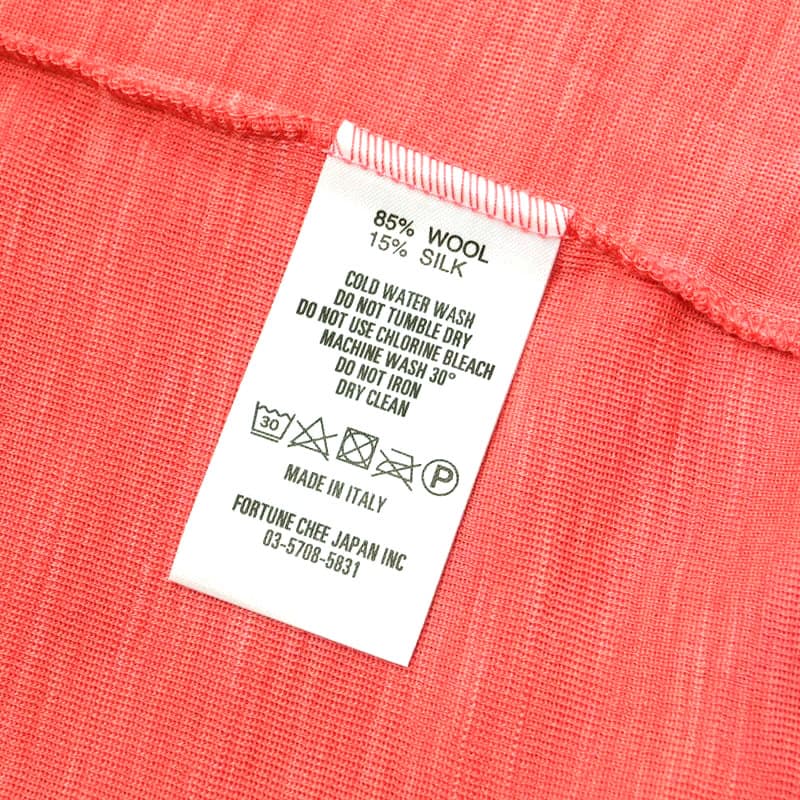 85% WOOL
15% SILK
COLD WATER WASH
DO NOT TUMBLE DRY
DO NOT USE CHLORINE BLEACH
MACHINE WASH 30°
DO NOT IRON
DRY CLEAN
30 P
MADE IN ITALY
FORTUNE CHEE JAPAN INC
03-5708-5831